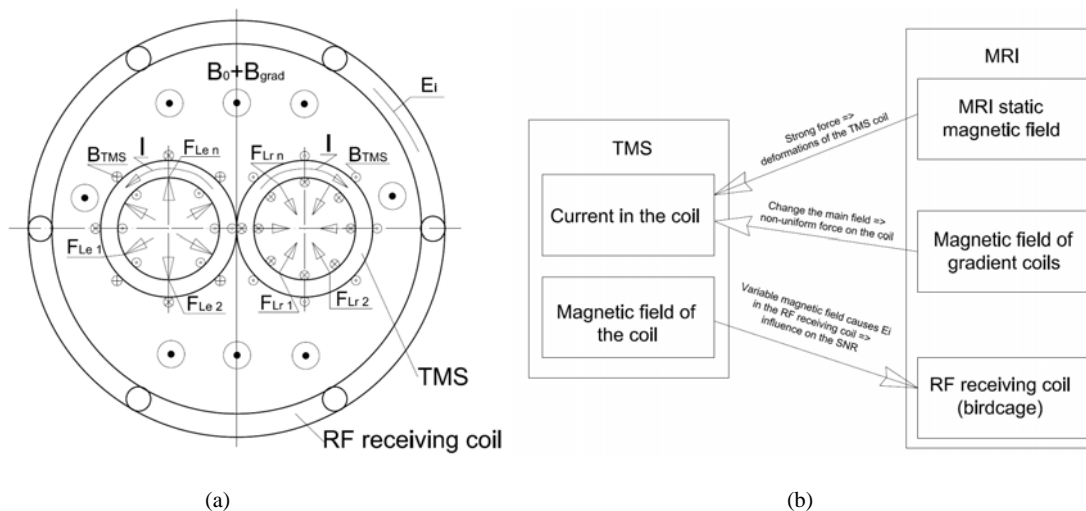 B0+Bgrad
Ei
BTMS
I
FLe n
FLr n
I
BTMS
FLe 1
FLe 2
FLr 1
FLr 2
TMS
RF receiving coil
(a)
TMS
Current in the coil
Magnetic field of
the coil
Strong force =>
deformations of the TMS coil
Change the main field =>
non-uniform force on the coil
Variable magnetic field causes Ei
in the RF receiving coil =>
influence on the SNR
MRI
MRI static
magnetic field
Magnetic field of
gradient coils
RF receiving coil
(birdcage)
(b)